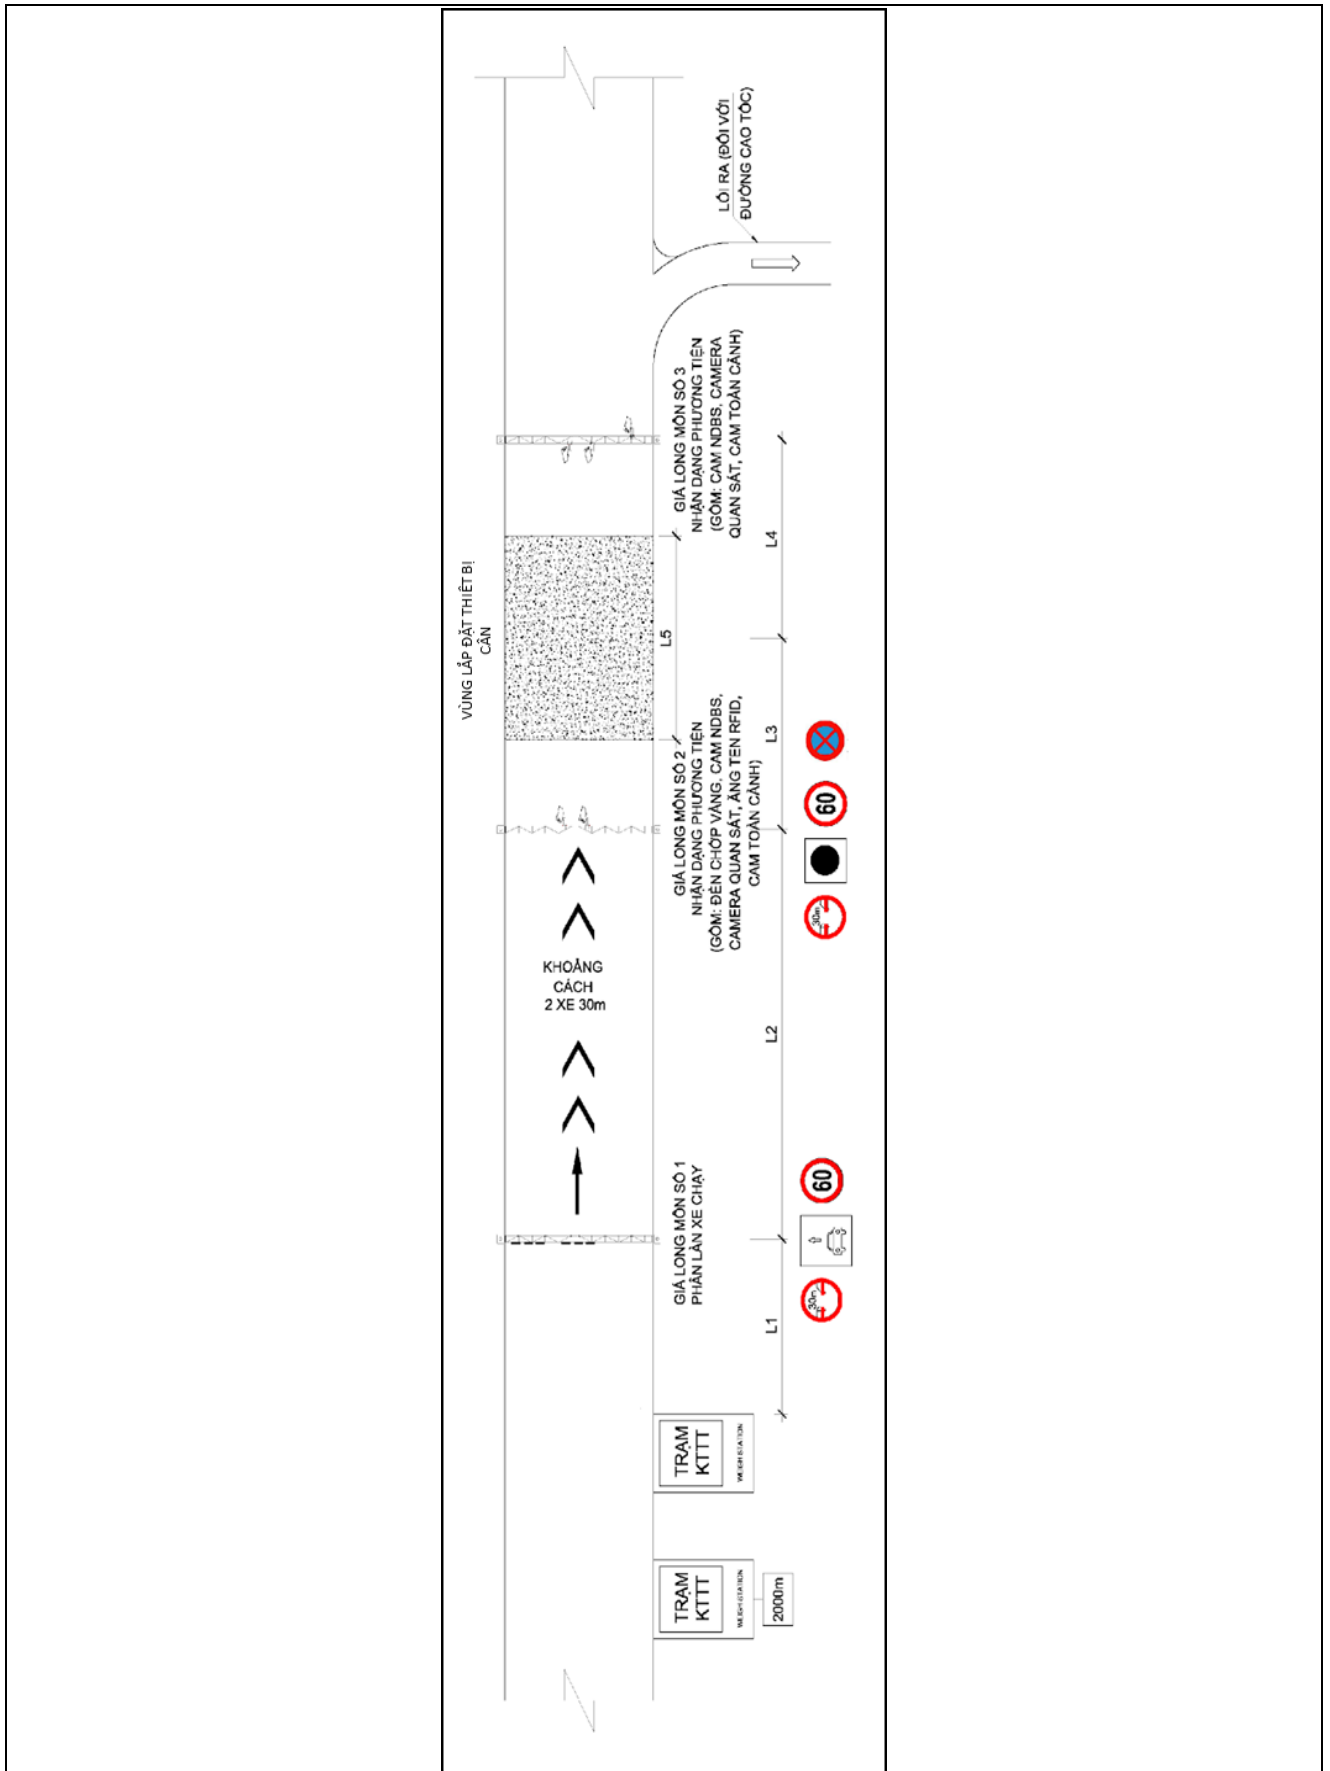 LỐI RA (ĐỐI VỚI
ĐƯỜNG CAO TỐC)
GIÁ LONG MÔN SỐ 3
NHẬN DẠNG PHƯƠNG TIỆN
(GỒM: CAM NDBS, CAMERA
QUAN SÁT, CAM TOÀN CẢNH)
L4
VÙNG LẮP ĐẶT THIẾT BỊ
CÂN
L5
GIÁ LONG MÔN SỐ 2
NHẬN DẠNG PHƯƠNG TIỆN
(GỒM: ĐÈN CHỚP VÀNG, CAM NDBS,
CAMERA QUAN SÁT, ĂNG TEN RFID,
CAM TOÀN CẢNH)
L3
60
30m
KHOẢNG
CÁCH
2 XE 30m
L2
GIÁ LONG MÔN SỐ 1
PHÂN LÀN XE CHẠY
60
30m
L1
TRẠM
KTTT
WEIGH STATION
TRẠM
KTTT
WEIGH STATION
2000m